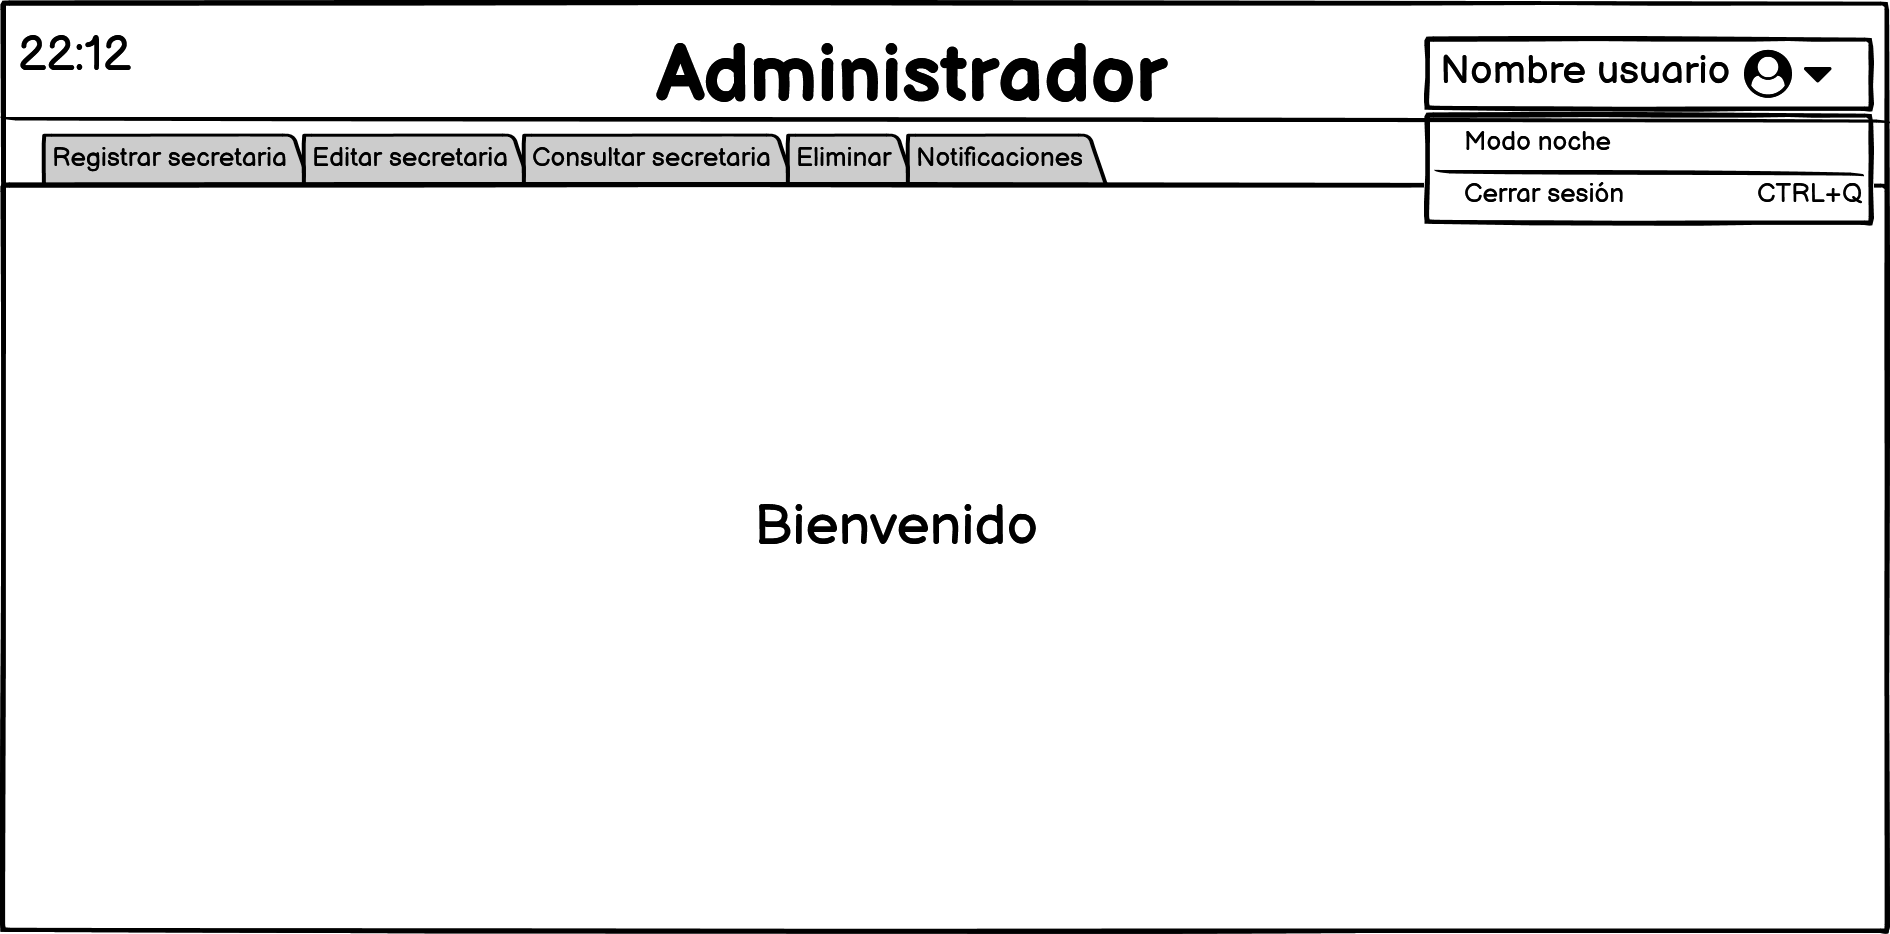 22:12
Administrador
Nombre usuario
Registrar secretaria
Editar secretaria
Consultar secretaria
Eliminar
Notificaciones
Modo noche
Cerrar sesión CTRL+Q
Bienvenido